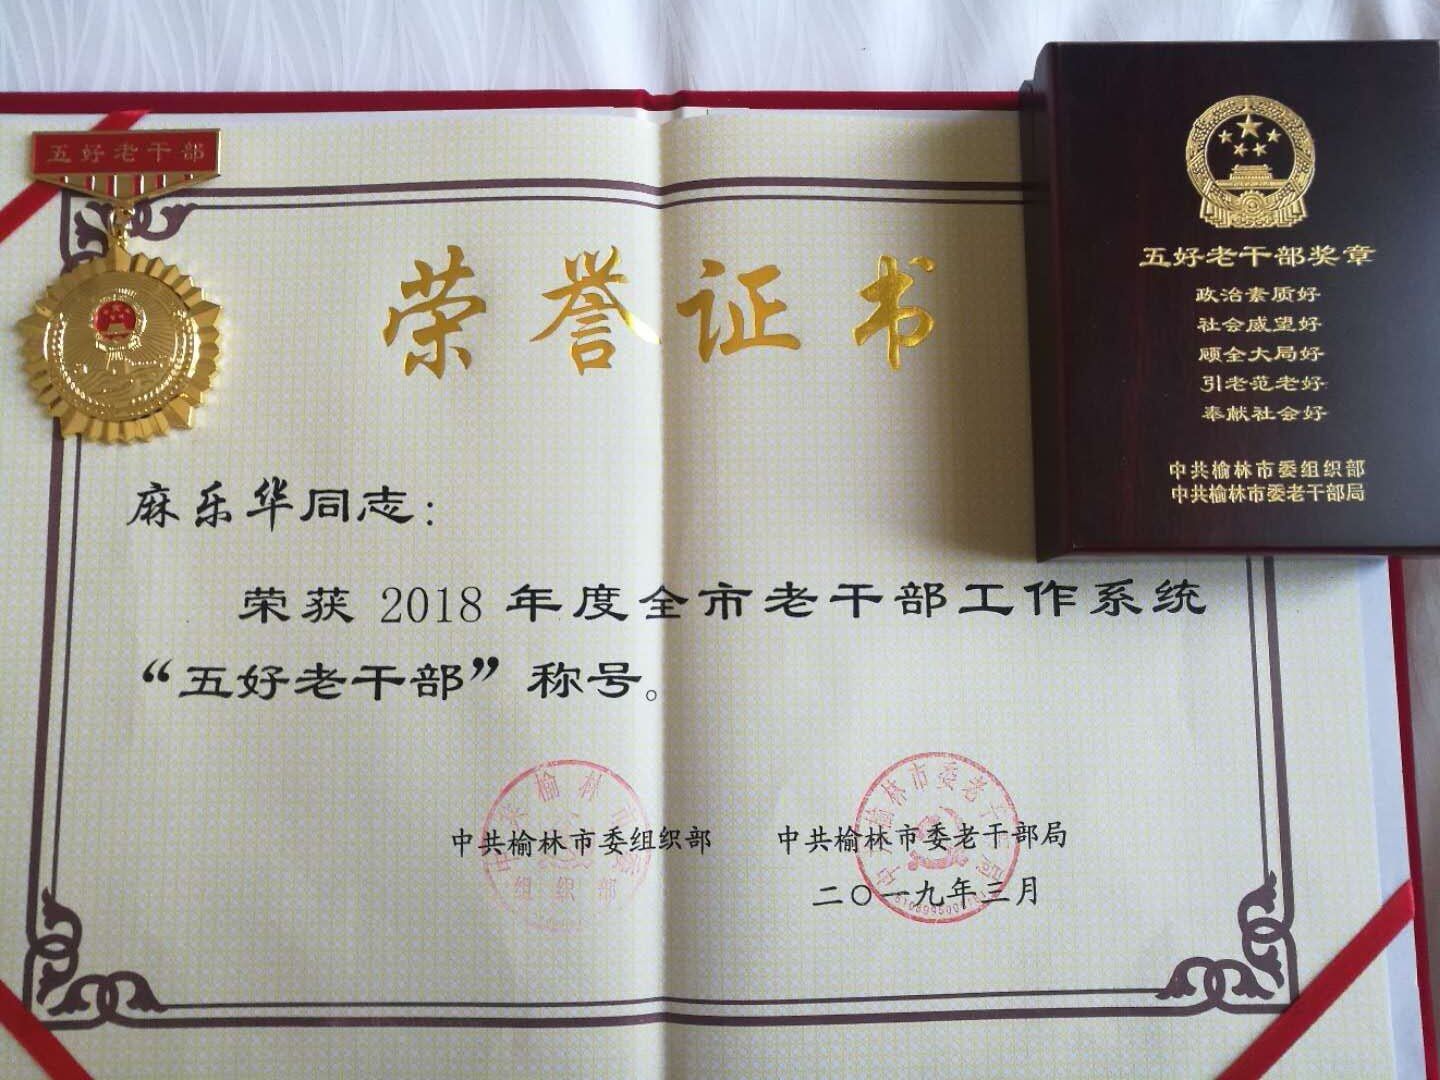 五好老干部
荣誉证书
麻乐华同志：
荣获 2018 年度全市老干部工作系统
“五好老干部”称号。
中共榆林市委组织部
中共榆林市委老干部局
二〇一九年三月
五好老干部奖章
政治素质好
社会威望好
顾全大局好
引老范老好
奉献社会好
中共榆林市委组织部
中共榆林市委老干部局